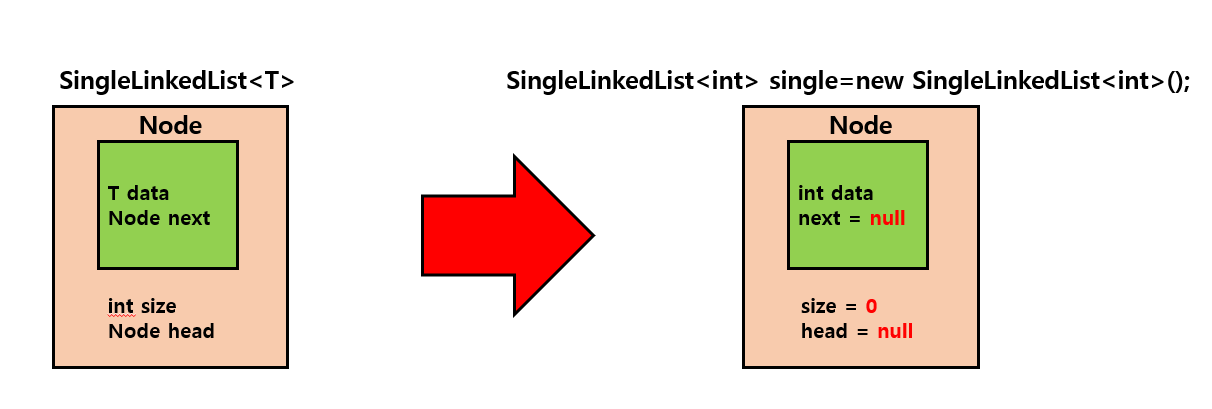 SingleLinkedList<T>
Node
T data
Node next
int size
Node head
SingleLinkedList<int> single=new SingleLinkedList<int>();
Node
int data
next = null
size = 0
head = null